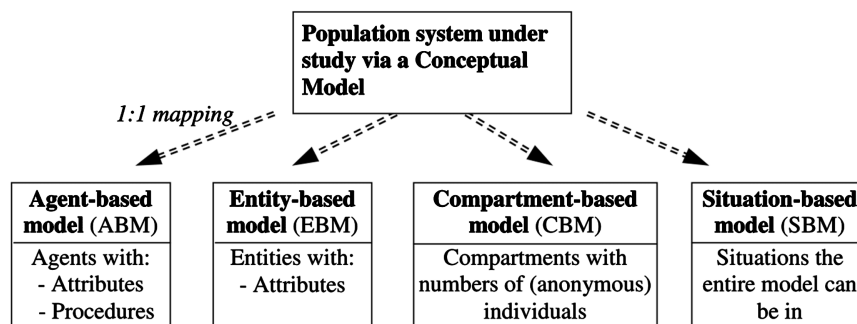 Population system under
study via a Conceptual
Model
1:1 mapping
Agent-based
model (ABM)
Agents with:
- Attributes
- Procedures
Entity-based
model (EBM)
Entities with:
- Attributes
Compartment-based
model (CBM)
Compartments with
numbers of (anonymous)
individuals
Situation-based
model (SBM)
Situations the
entire model can
be in